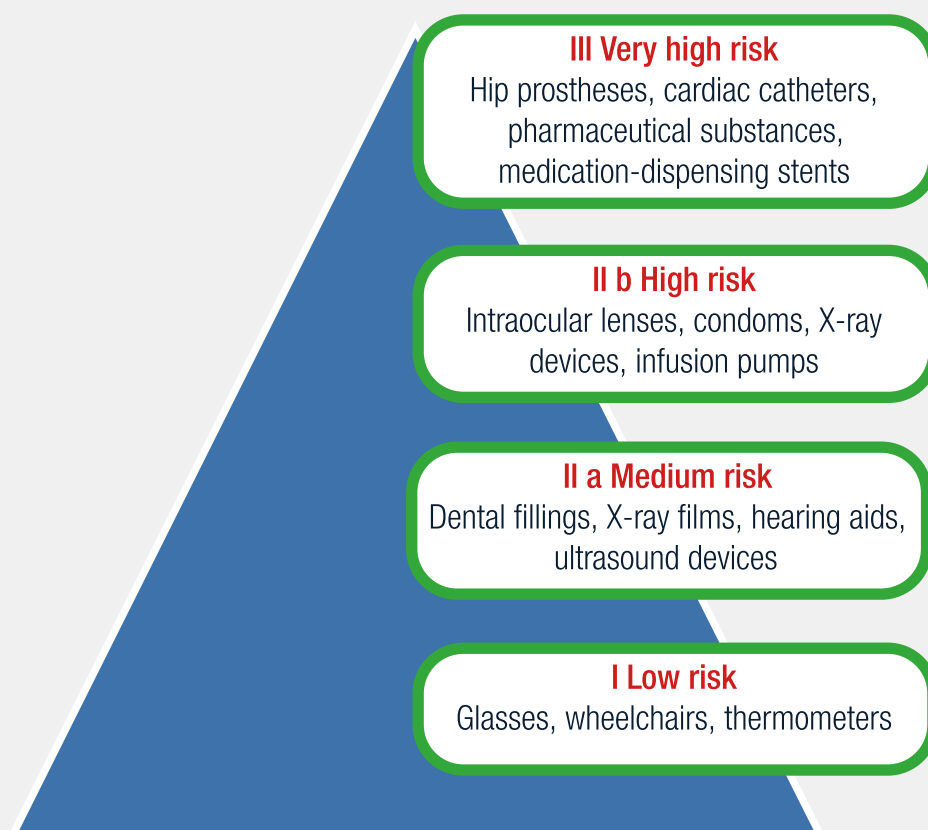 III Very high risk
Hip prostheses, cardiac catheters,
pharmaceutical substances,
medication-dispensing stents
II b High risk
Intraocular lenses, condoms, X-ray
devices, infusion pumps
II a Medium risk
Dental fillings, X-ray films, hearing aids,
ultrasound devices
I Low risk
Glasses, wheelchairs, thermometers